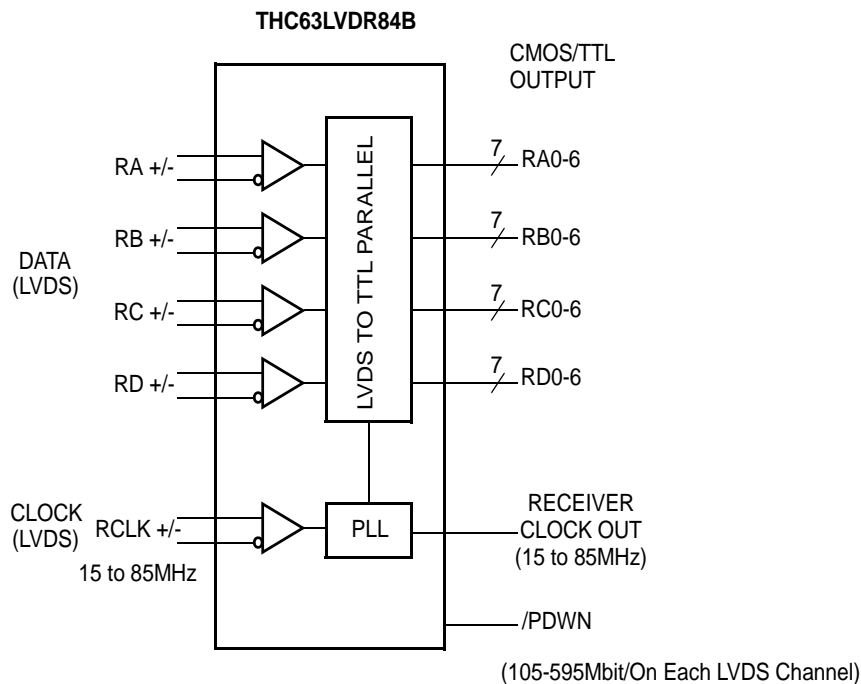 THC63LVDR84B
CMOS/TTL
OUTPUT
DATA
(LVDS)
RA +/-
RB +/-
RC +/-
RD +/-
LVDS TO TTL PARALLEL
7
RA0-6
7
RB0-6
7
RC0-6
7
RD0-6
CLOCK
(LVDS)
RCLK +/-
15 to 85MHz
PLL
RECEIVER
CLOCK OUT
(15 to 85MHz)
/PDWN
(105-595Mbit/On Each LVDS Channel)